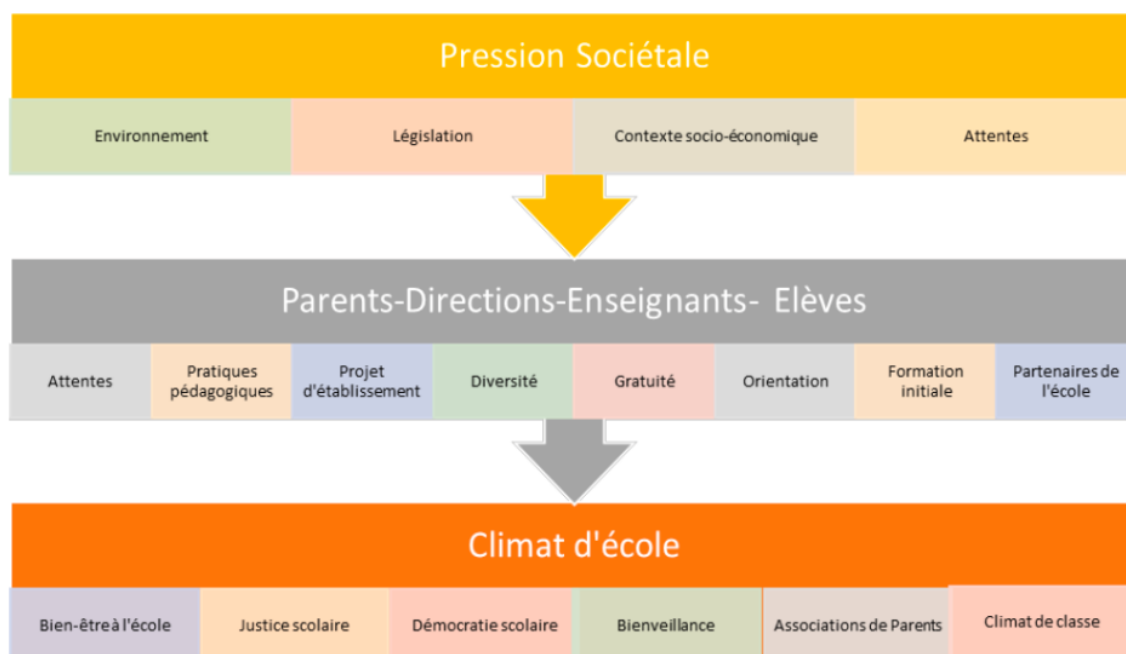 Pression Sociétale
Environnement
Législation
Contexte socio-économique
Attentes
Parents-Directions-Enseignants- Elèves
Attentes
Pratiques
pédagogiques
Projet
d'établissement
Diversité
Gratuité
Orientation
Formation
initiale
Partenaires de
l'école
Climat d'école
Bien-être à l'école
Justice scolaire
Démocratie scolaire
Bienveillance
Associations de Parents
Climat de classe